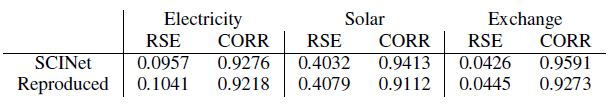 Electricity Solar Exchange
RSE CORR RSE CORR RSE CORR
SCINet 0.0957 0.9276 0.4032 0.9413 0.0426 0.9591
Reproduced 0.1041 0.9218 0.4079 0.9112 0.0445 0.9273